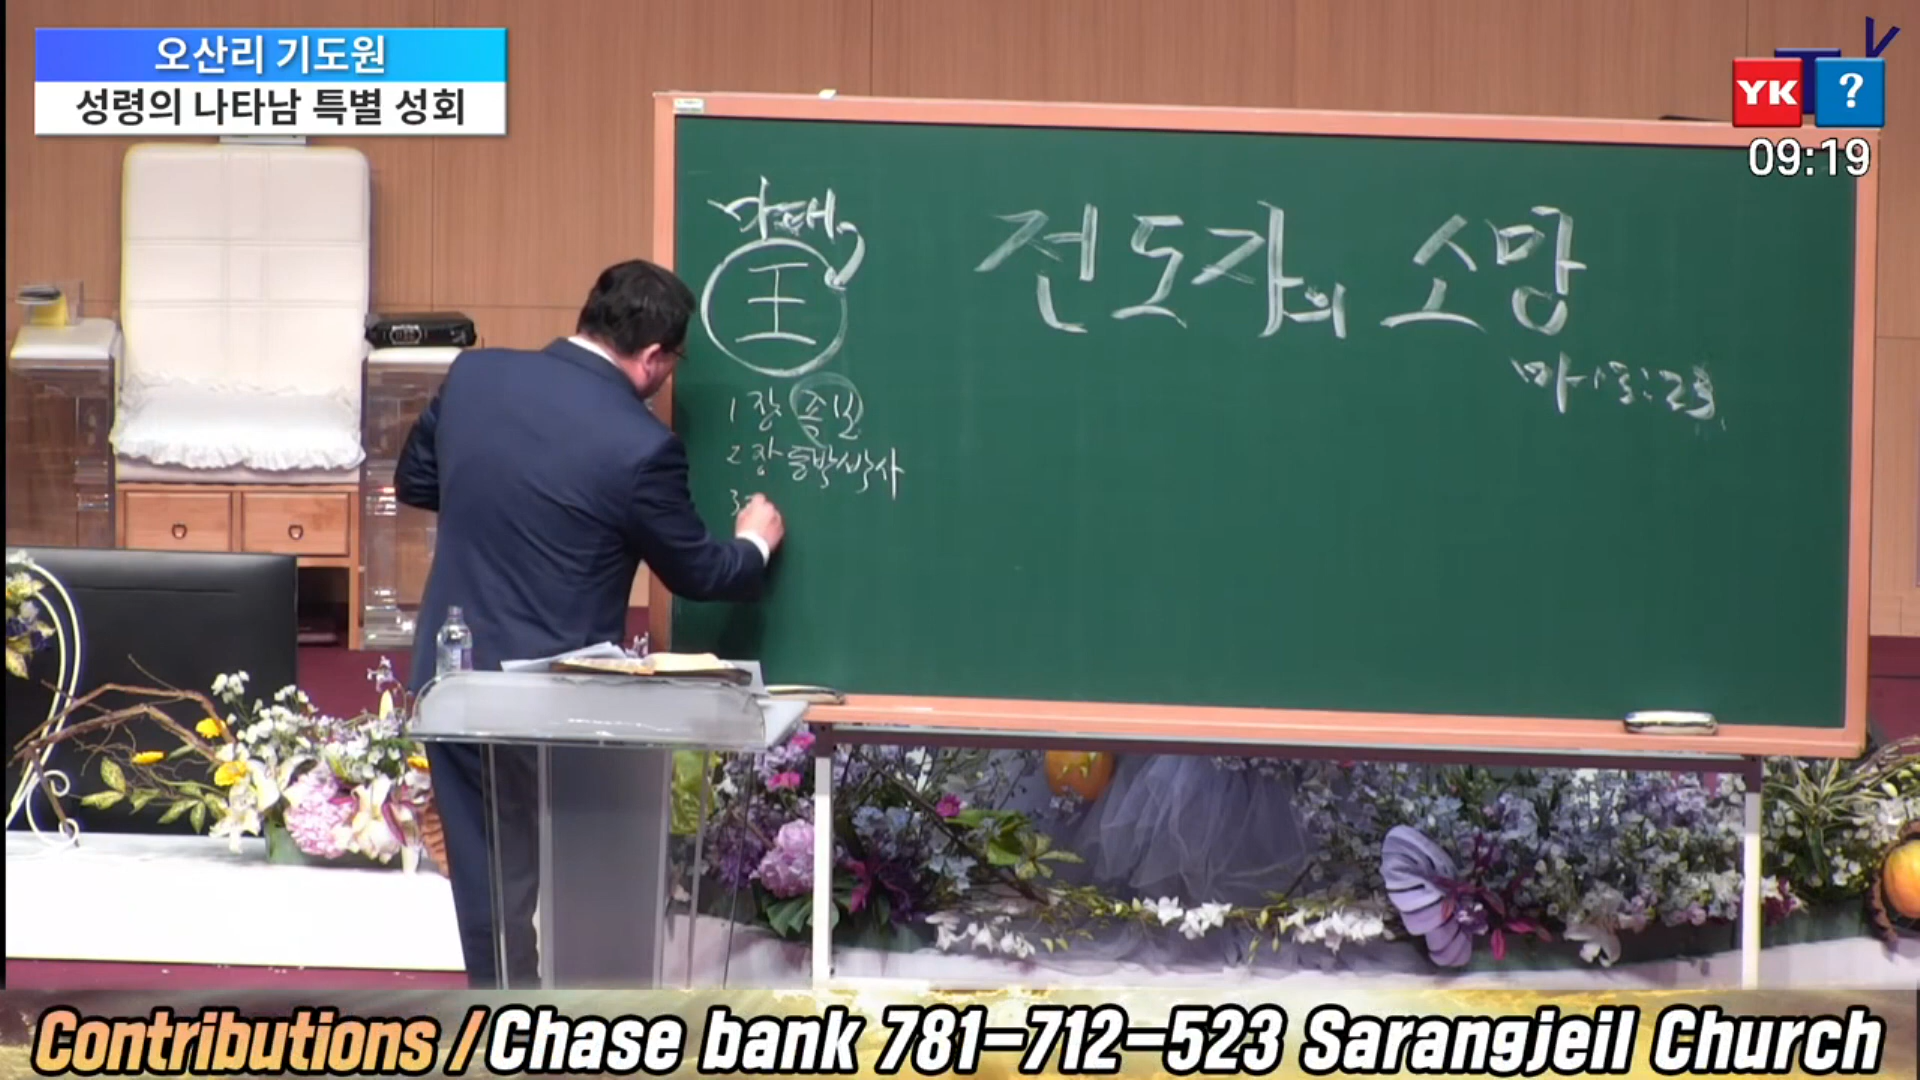 오산리 기도원
성령의 나타남 특별 성회
YK ?
TV
09:19
마태
王
전도자의 소망
마 13:23
1장 족보
2장 동방박사
3
Contributions / Chase bank 781-712-523 Sarangjeil Church